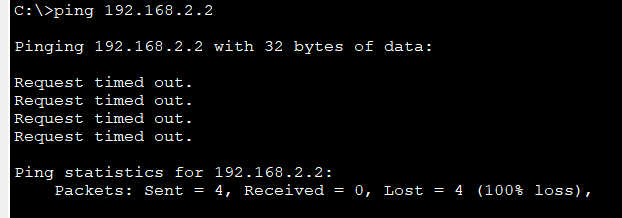 C:\>ping 192.168.2.2
Pinging 192.168.2.2 with 32 bytes of data:
Request timed out.
Request timed out.
Request timed out.
Request timed out.
Ping statistics for 192.168.2.2:
    Packets: Sent = 4, Received = 0, Lost = 4 (100% loss),